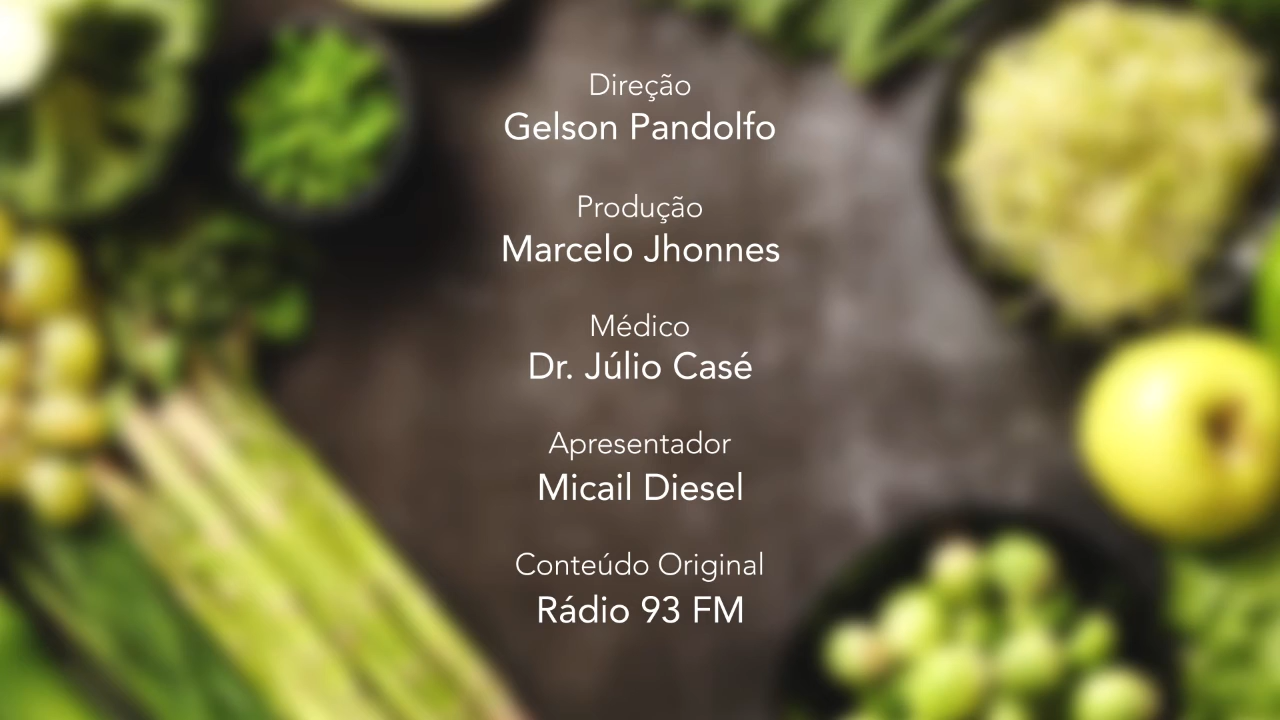 Direção
Gelson Pandolfo
Produção
Marcelo Jhonnes
Médico
Dr. Júlio Casé
Apresentador
Micail Diesel
Conteúdo Original
Rádio 93 FM